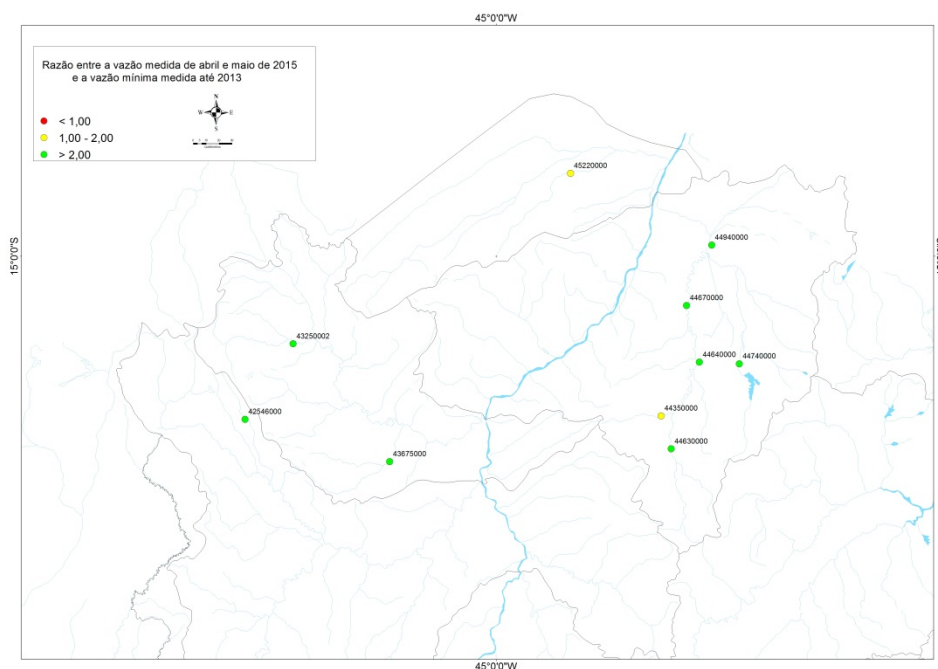 45°0'0"W
Razão entre a vazão medida de abril e maio de 2015
e a vazão mínima medida até 2013
N
W E
S
< 1,00
1,00 - 2,00
> 2,00
45220000
15°0'0"S
44940000
44670000
43250002
44640000
44740000
42546000
44350000
44630000
43675000
45°0'0"W